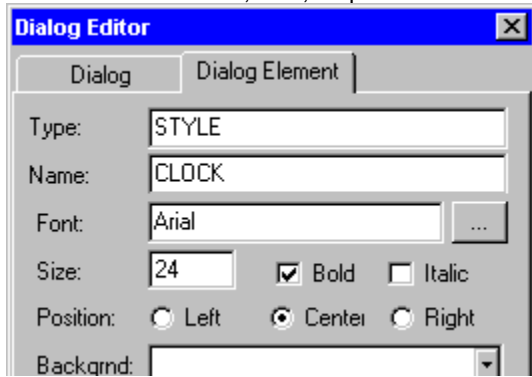 Dialog Editor
Dialog Dialog Element
Type: STYLE
Name: CLOCK
Font: Arial ...
Size: 24 Bold Italic
Position: Left Center Right
Backgrnd: